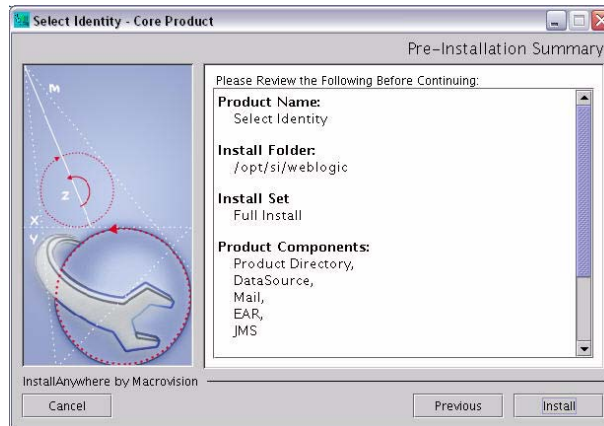 Select Identity - Core Product
Pre-Installation Summary
M
Z
X
Y
Please Review the Following Before Continuing:
Product Name:
Select Identity
Install Folder:
/opt/si/weblogic
Install Set
Full Install
Product Components:
Product Directory,
DataSource,
Mail,
EAR,
JMS
InstallAnywhere by Macrovision
Cancel
Previous
Install